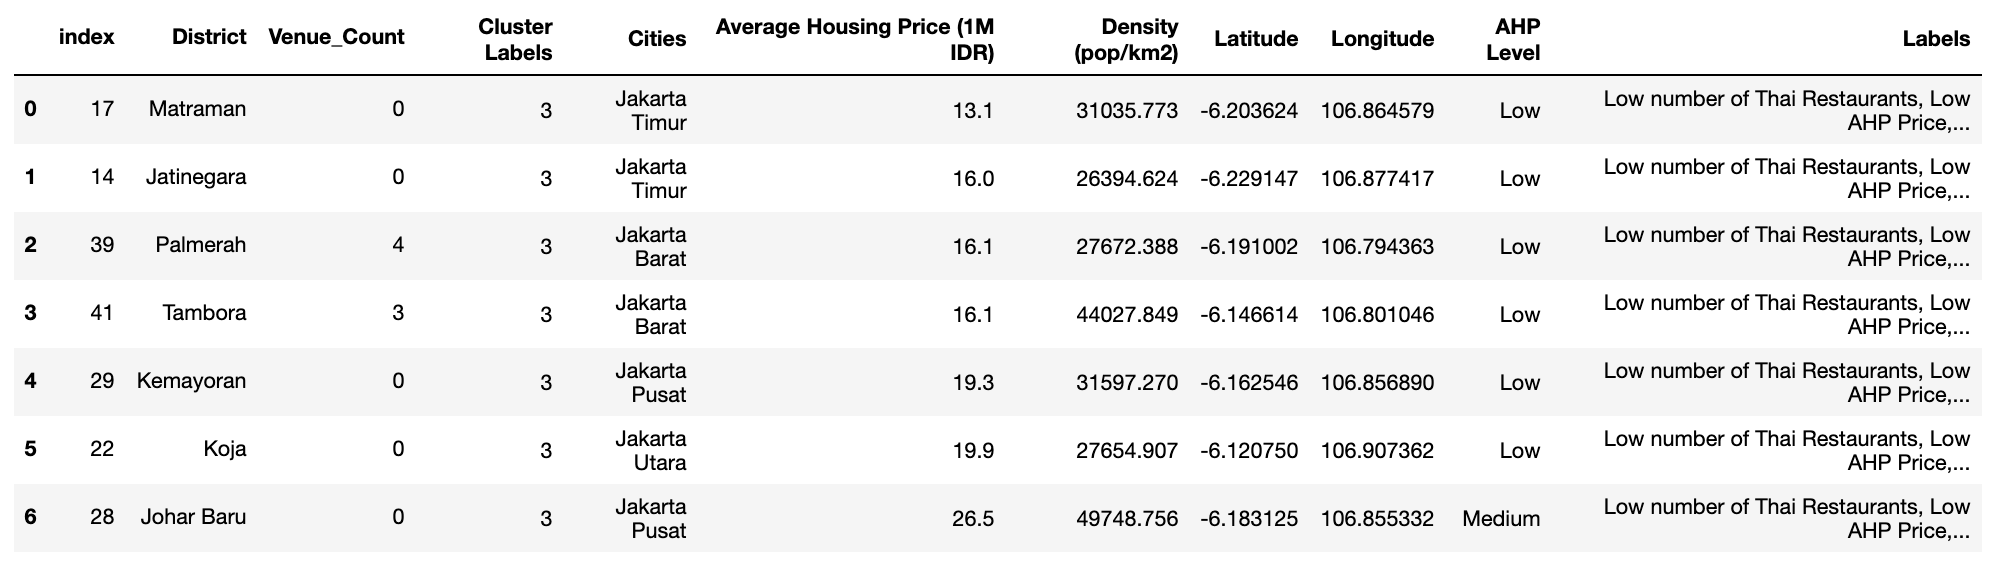 index District Venue_Count Cluster Labels Cities Average Housing Price (1M IDR) Density (pop/km2) Latitude Longitude AHP Level Labels
0 17 Matraman 0 3 Jakarta Timur 13.1 31035.773 -6.203624 106.864579 Low Low number of Thai Restaurants, Low AHP Price,...
1 14 Jatinegara 0 3 Jakarta Timur 16.0 26394.624 -6.229147 106.877417 Low Low number of Thai Restaurants, Low AHP Price,...
2 39 Palmerah 4 3 Jakarta Barat 16.1 27672.388 -6.191002 106.794363 Low Low number of Thai Restaurants, Low AHP Price,...
3 41 Tambora 3 3 Jakarta Barat 16.1 44027.849 -6.146614 106.801046 Low Low number of Thai Restaurants, Low AHP Price,...
4 29 Kemayoran 0 3 Jakarta Pusat 19.3 31597.270 -6.162546 106.856890 Low Low number of Thai Restaurants, Low AHP Price,...
5 22 Koja 0 3 Jakarta Utara 19.9 27654.907 -6.120750 106.907362 Low Low number of Thai Restaurants, Low AHP Price,...
6 28 Johar Baru 0 3 Jakarta Pusat 26.5 49748.756 -6.183125 106.855332 Medium Low number of Thai Restaurants, Low AHP Price,...